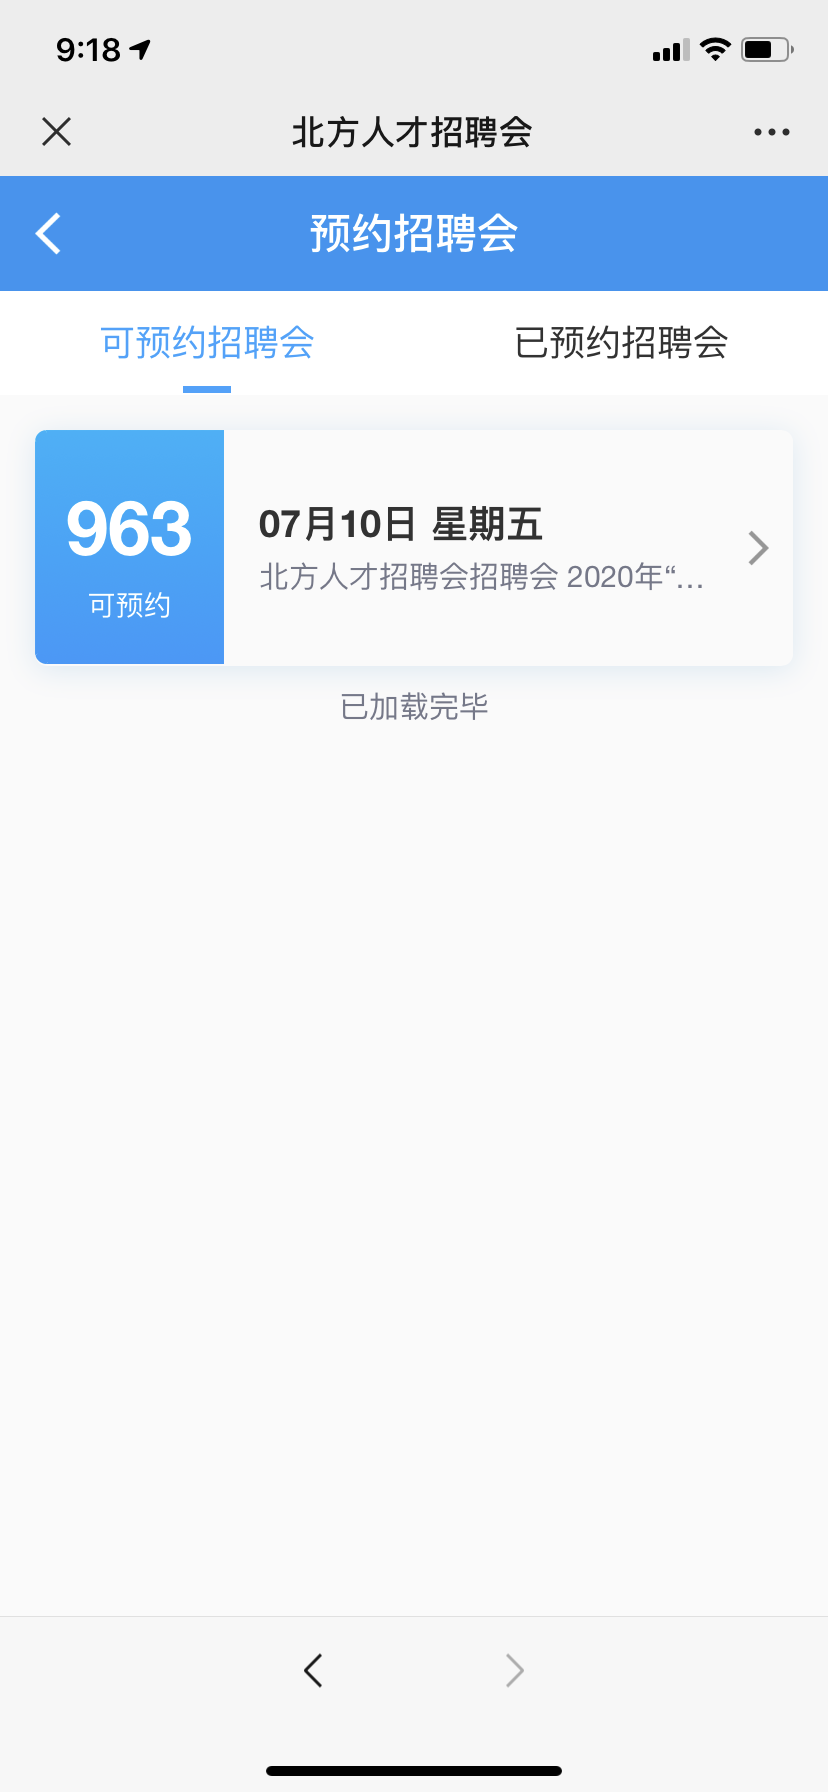 9:18
北方人才招聘会
预约招聘会
可预约招聘会
已预约招聘会
963
可预约
07月10日 星期五
北方人才招聘会招聘会 2020年“...
已加载完毕